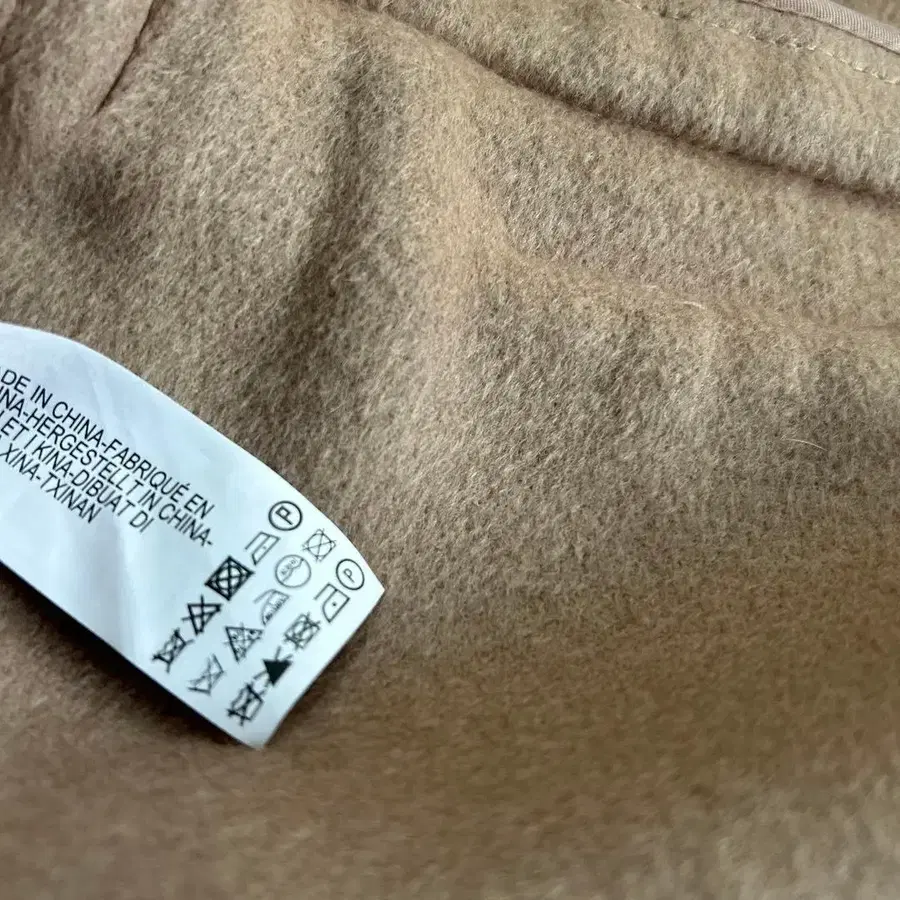 DE IN CHINA-FABRIQUÉ EN
NA-HERGESTELLT IN CHINA-
ET I KINA-DIBUAT DI
XINA-TXINAN
P
P